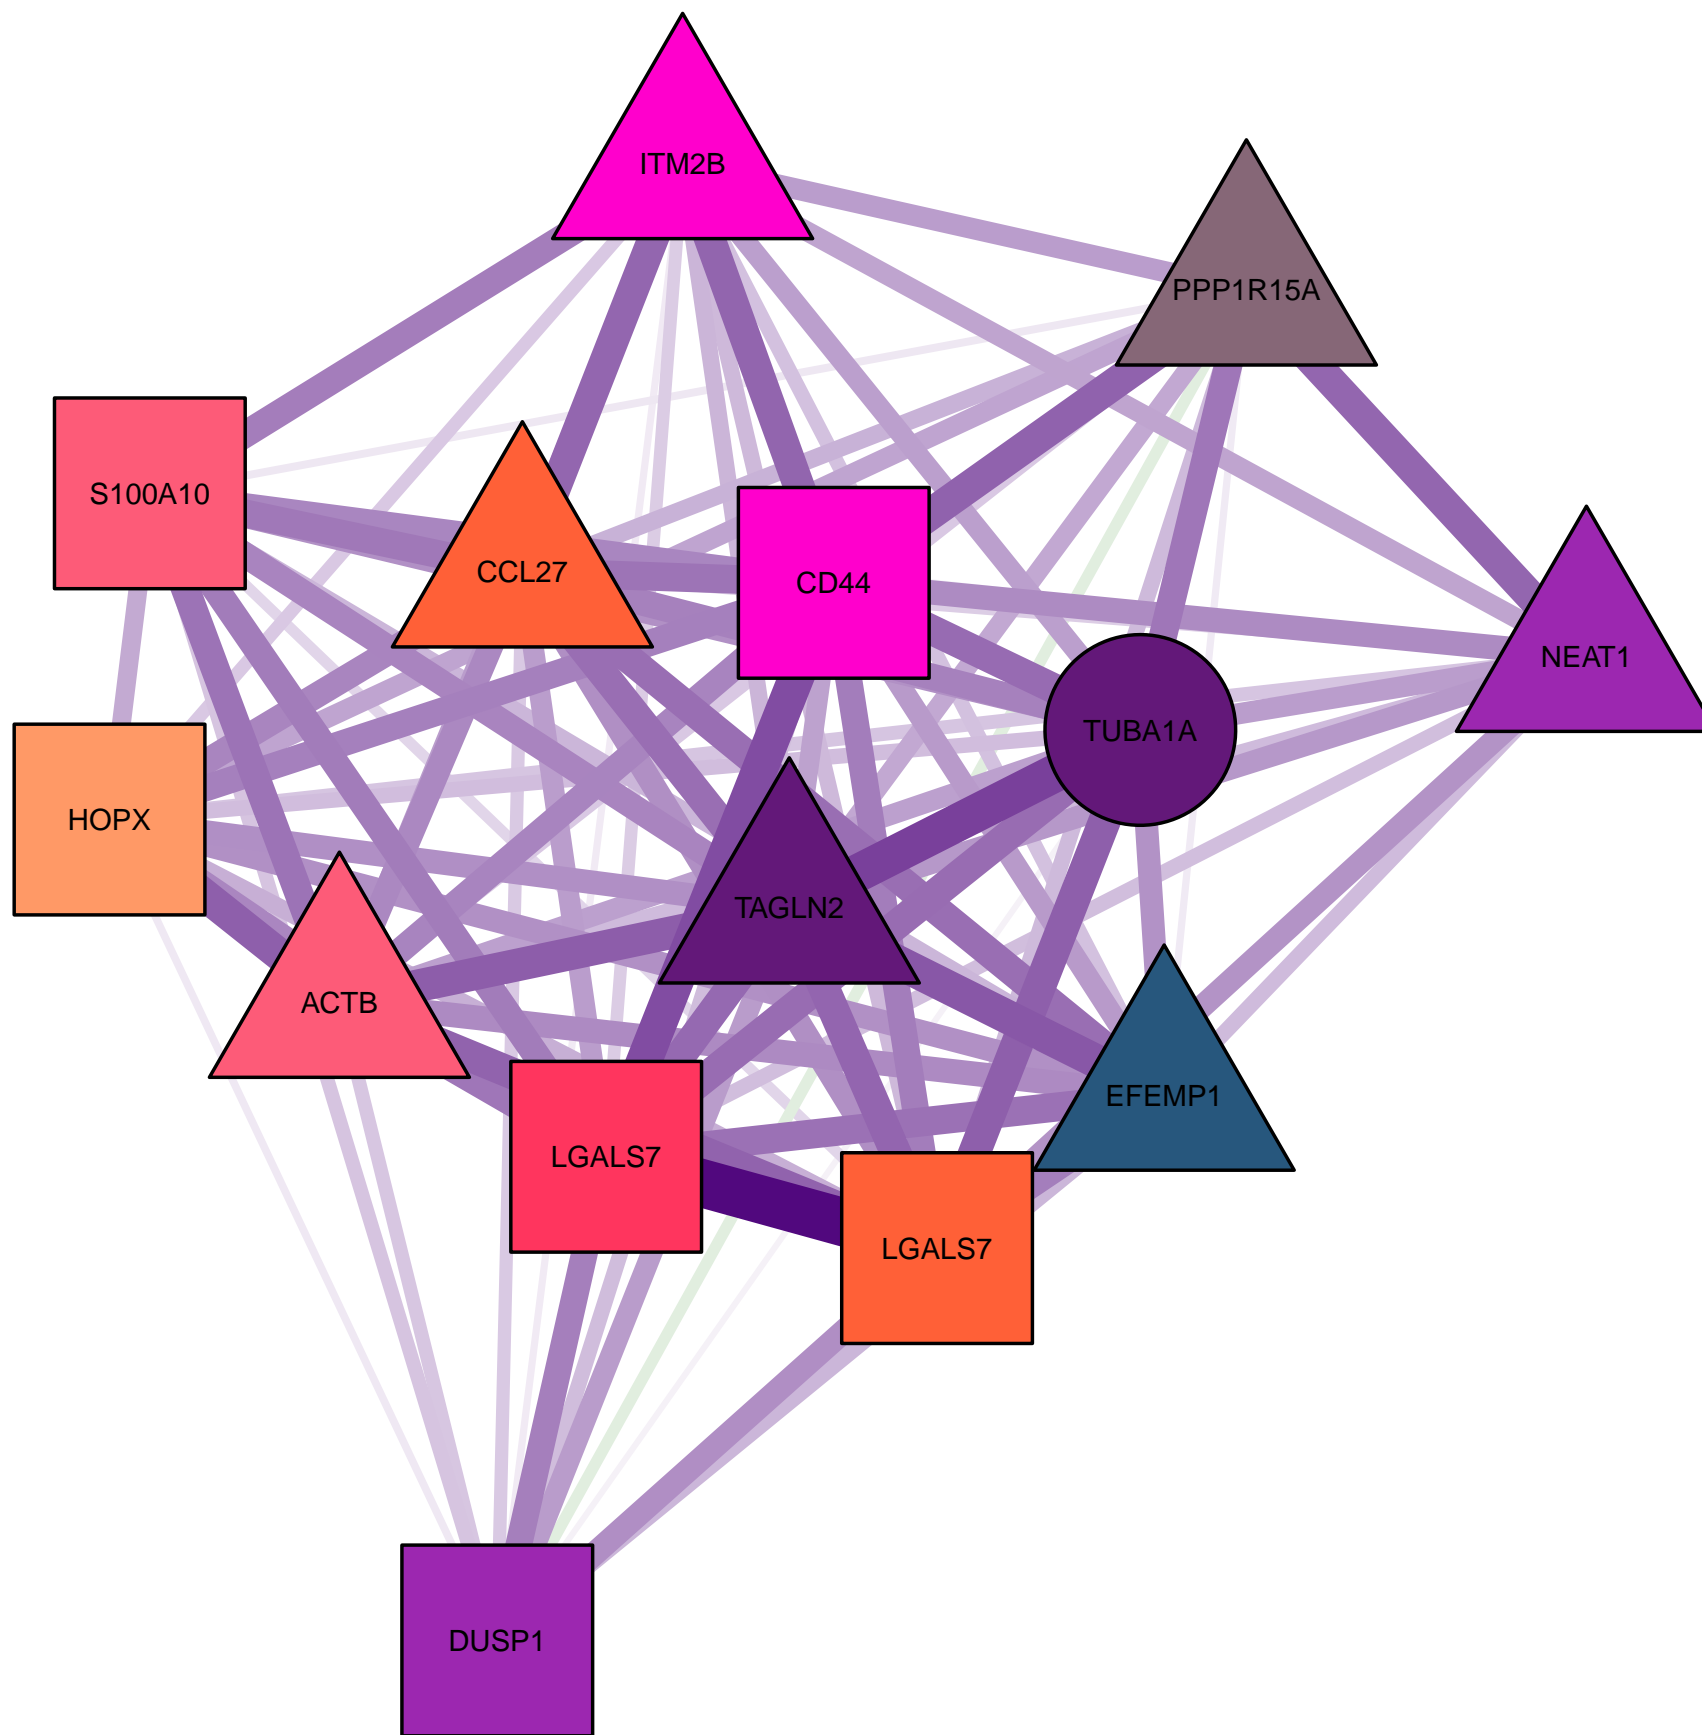 ITM2B
PPP1R15A
S100A10
CCL27
CD44
NEAT1
TUBA1A
HOPX
TAGLN2
ACTB
EFEMP1
LGALS7
LGALS7
DUSP1